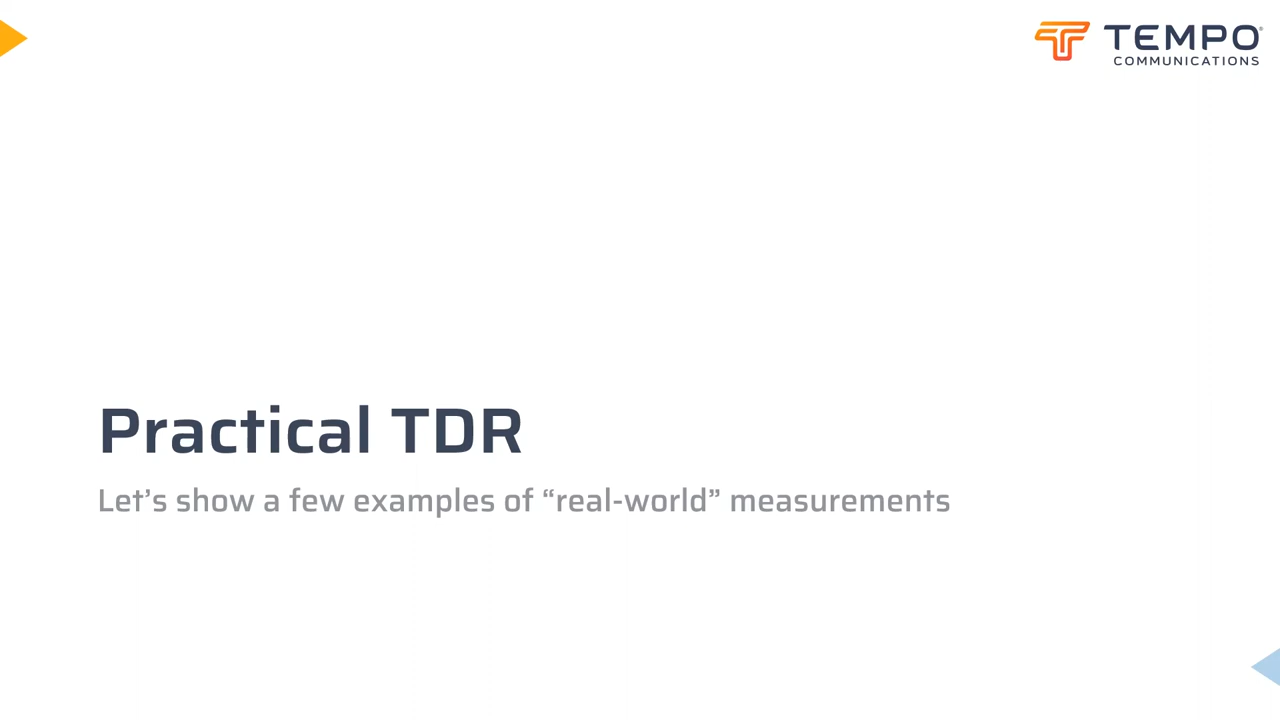 TEMPO®
COMMUNICATIONS
Practical TDR
Let’s show a few examples of “real-world” measurements